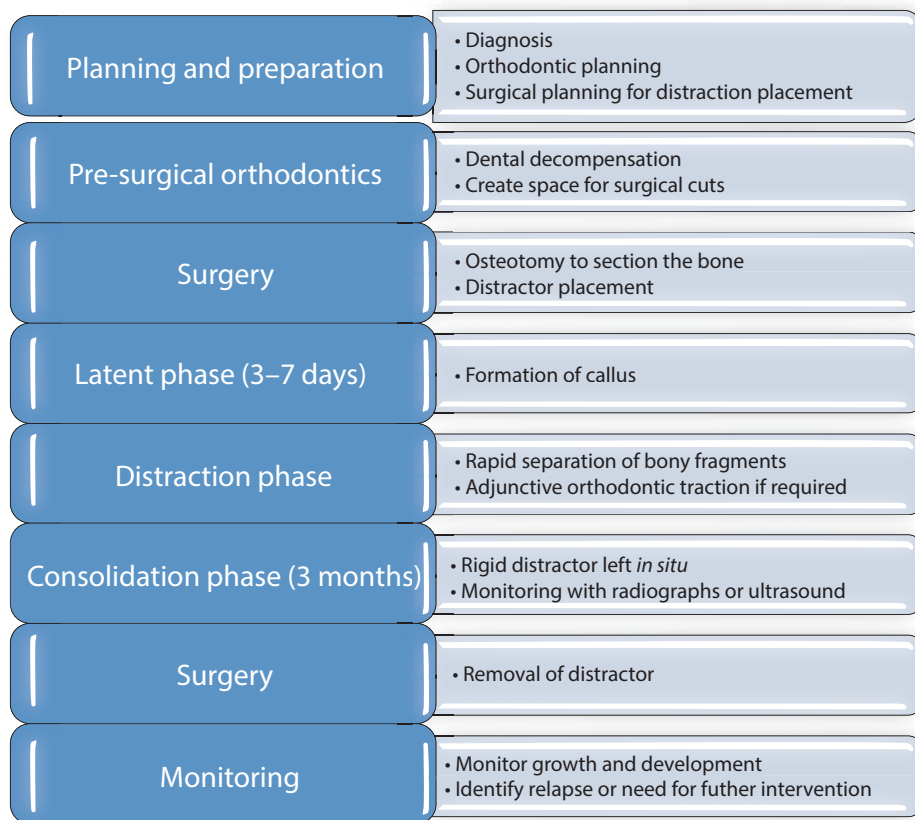 Planning and preparation
• Diagnosis
• Orthodontic planning
• Surgical planning for distraction placement
Pre-surgical orthodontics
• Dental decompensation
• Create space for surgical cuts
Surgery
• Osteotomy to section the bone
• Distractor placement
Latent phase (3–7 days)
• Formation of callus
Distraction phase
• Rapid separation of bony fragments
• Adjunctive orthodontic traction if required
Consolidation phase (3 months)
• Rigid distractor left in situ
• Monitoring with radiographs or ultrasound
Surgery
• Removal of distractor
Monitoring
• Monitor growth and development
• Identify relapse or need for futher intervention